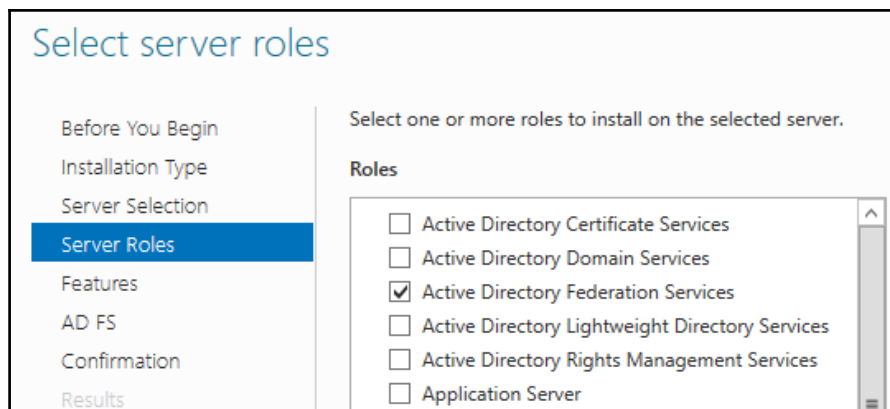 Select server roles
Before You Begin
Installation Type
Server Selection
Server Roles
Features
AD FS
Confirmation
Results
Select one or more roles to install on the selected server.
Roles
Active Directory Certificate Services
Active Directory Domain Services
Active Directory Federation Services
Active Directory Lightweight Directory Services
Active Directory Rights Management Services
Application Server